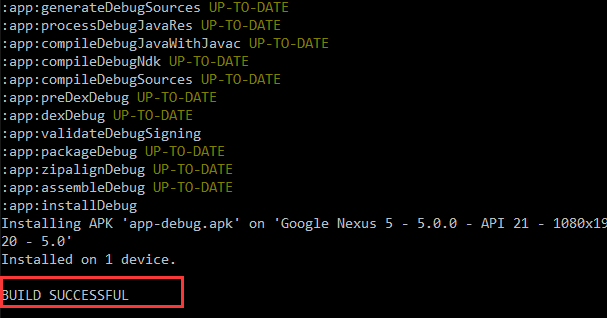 :app:generateDebugSources UP-TO-DATE
:app:processDebugJavaRes UP-TO-DATE
:app:compileDebugJavaWithJavac UP-TO-DATE
:app:compileDebugNdk UP-TO-DATE
:app:compileDebugSources UP-TO-DATE
:app:preDexDebug UP-TO-DATE
:app:dexDebug UP-TO-DATE
:app:validateDebugSigning
:app:packageDebug UP-TO-DATE
:app:zipalignDebug UP-TO-DATE
:app:assembleDebug UP-TO-DATE
:app:installDebug
Installing APK 'app-debug.apk' on 'Google Nexus 5 - 5.0.0 - API 21 - 1080x19
20 - 5.0'
Installed on 1 device.
BUILD SUCCESSFUL